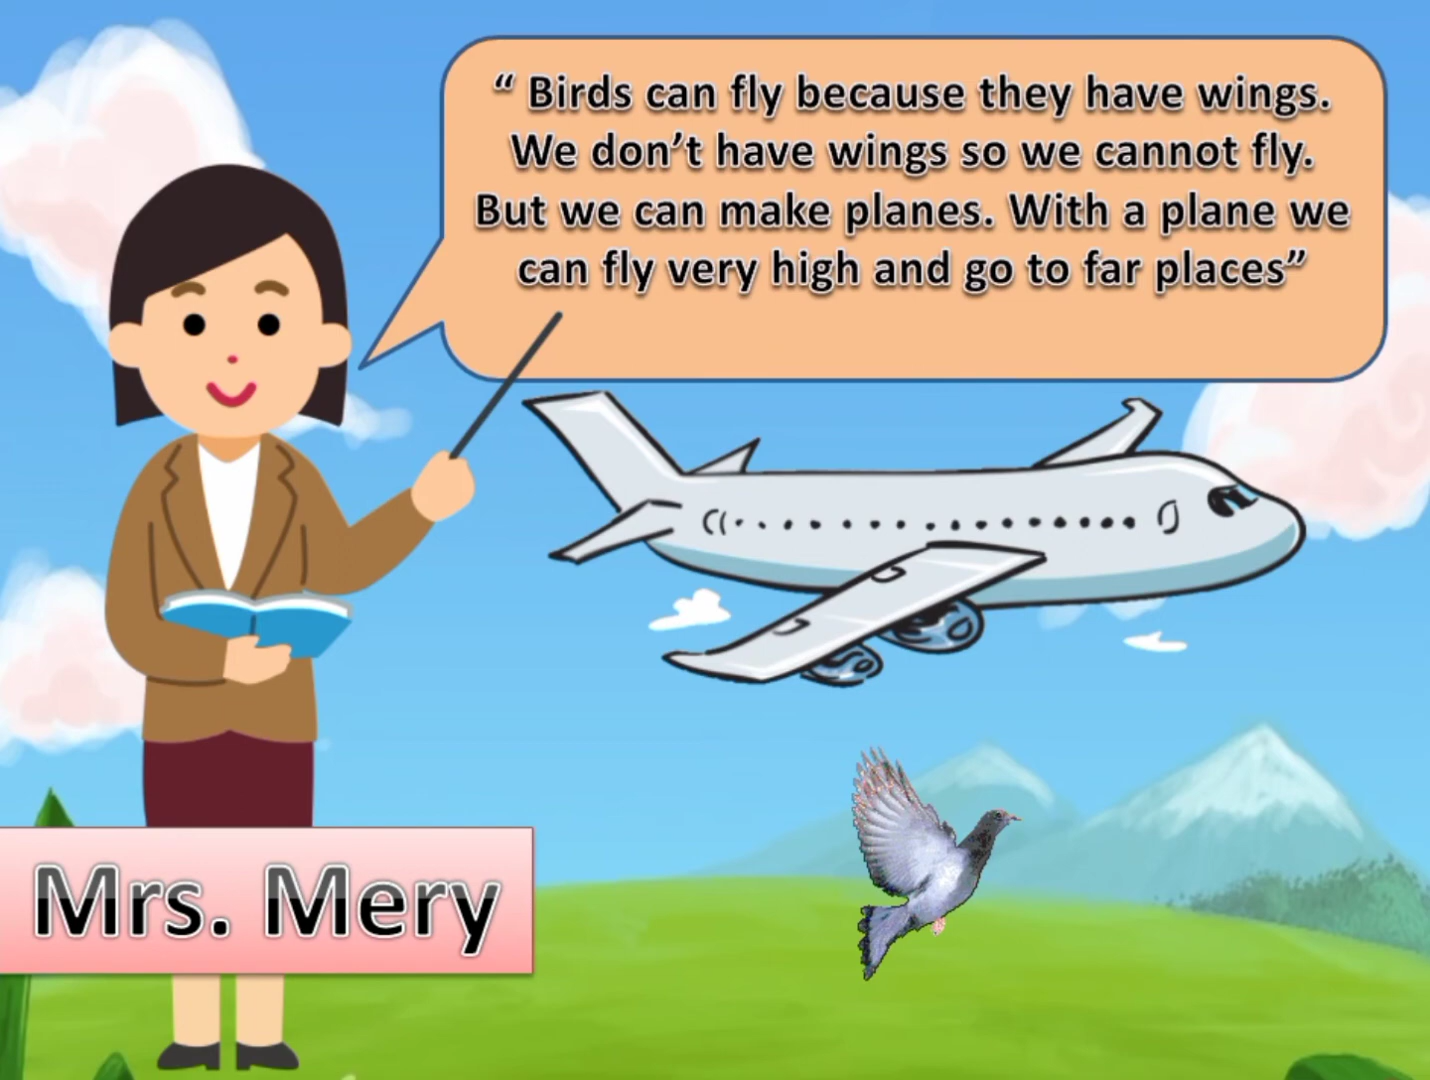 “ Birds can fly because they have wings.
We don’t have wings so we cannot fly.
But we can make planes. With a plane we
can fly very high and go to far places”
Mrs. Mery